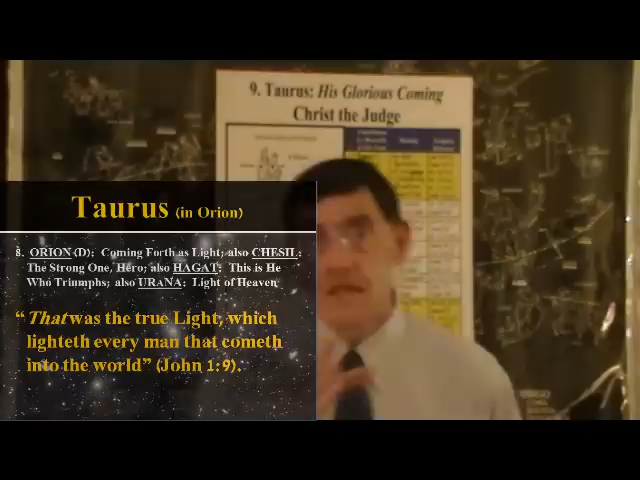 9. Taurus: His Glorious Coming
Christ the Judge
Taurus (in Orion)
8. ORION (D); Coming Forth as Light; also CHESIL;
The Strong One, Hero; also HAGAT; This is He
Who Triumphs; also URANA; Light of Heaven
“ That was the true Light, which
lighteth every man that cometh
into the world” (John 1:9).